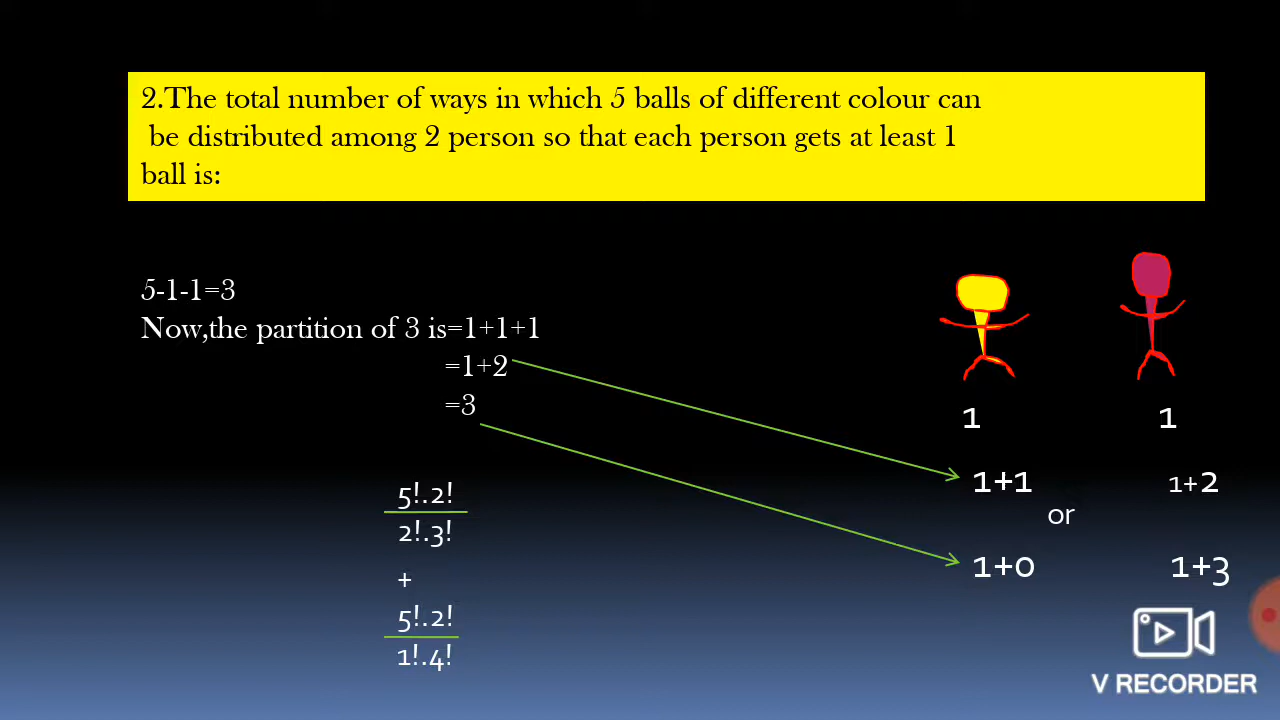 2.The total number of ways in which 5 balls of different colour can
be distributed among 2 person so that each person gets at least 1
ball is:
5-1-1=3
Now,the partition of 3 is=1+1+1
=1+2
=3
1 1
1+1 1+2
or
1+0 1+3
5!.2!
2!.3!
+
5!.2!
1!.4!
V RECORDER